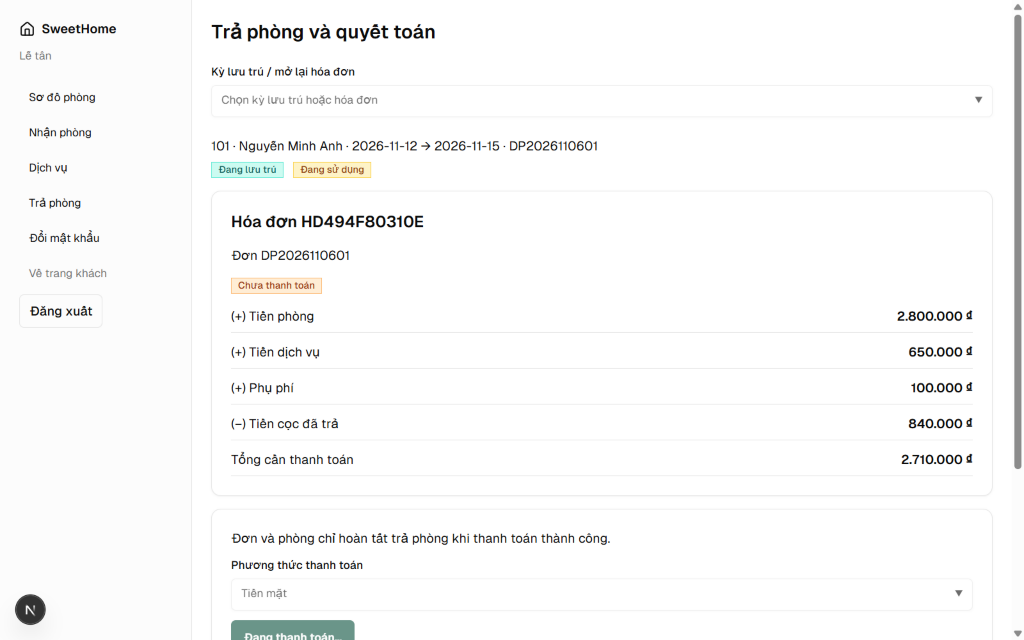 SweetHome
Lễ tân
Sơ đồ phòng
Nhận phòng
Dịch vụ
Trả phòng
Đổi mật khẩu
Về trang khách
Đăng xuất
N
Trả phòng và quyết toán
Kỳ lưu trú / mở lại hóa đơn
Chọn kỳ lưu trú hoặc hóa đơn
101 · Nguyễn Minh Anh · 2026-11-12 → 2026-11-15 · DP2026110601
Đang lưu trú Đang sử dụng
Hóa đơn HD494F80310E
Đơn DP2026110601
Chưa thanh toán
(+) Tiền phòng 2.800.000 ₫
(+) Tiền dịch vụ 650.000 ₫
(+) Phụ phí 100.000 ₫
(−) Tiền cọc đã trả 840.000 ₫
Tổng cần thanh toán 2.710.000 ₫
Đơn và phòng chỉ hoàn tất trả phòng khi thanh toán thành công.
Phương thức thanh toán
Tiền mặt
Đang thanh toán…